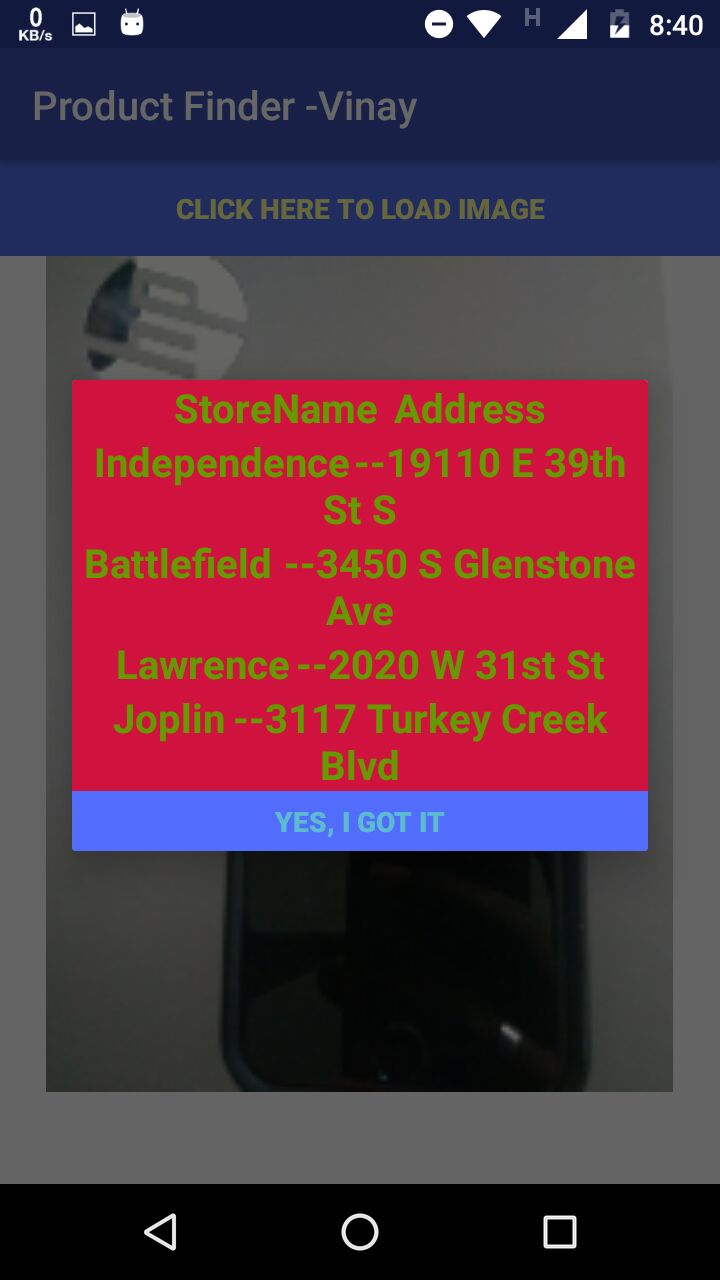 0
KB/s
H
8:40
Product Finder -Vinay
CLICK HERE TO LOAD IMAGE
hp
StoreName Address
Independence--19110 E 39th
St S
Battlefield --3450 S Glenstone
Ave
Lawrence--2020 W 31st St
Joplin--3117 Turkey Creek
Blvd
YES, I GOT IT